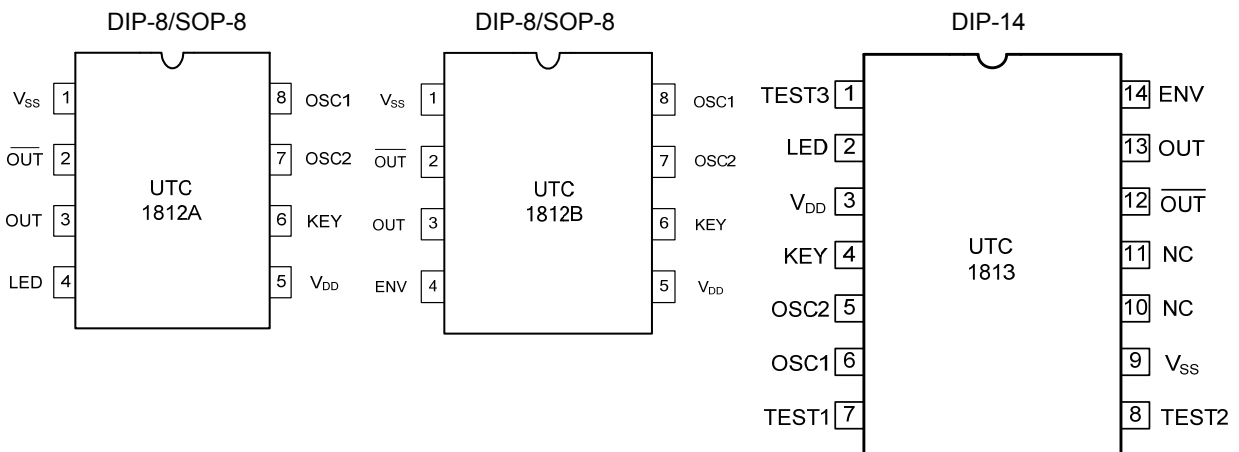 DIP-8/SOP-8
V_SS 1
8 OSC1
O̅U̅T̅ 2
7 OSC2
UTC
1812A
OUT 3
6 KEY
LED 4
5 V_DD
DIP-8/SOP-8
V_SS 1
8 OSC1
O̅U̅T̅ 2
7 OSC2
UTC
1812B
OUT 3
6 KEY
ENV 4
5 V_DD
DIP-14
TEST3 1
14 ENV
LED 2
13 OUT
V_DD 3
12 O̅U̅T̅
KEY 4
11 NC
UTC
1813
OSC2 5
10 NC
OSC1 6
9 V_SS
TEST1 7
8 TEST2